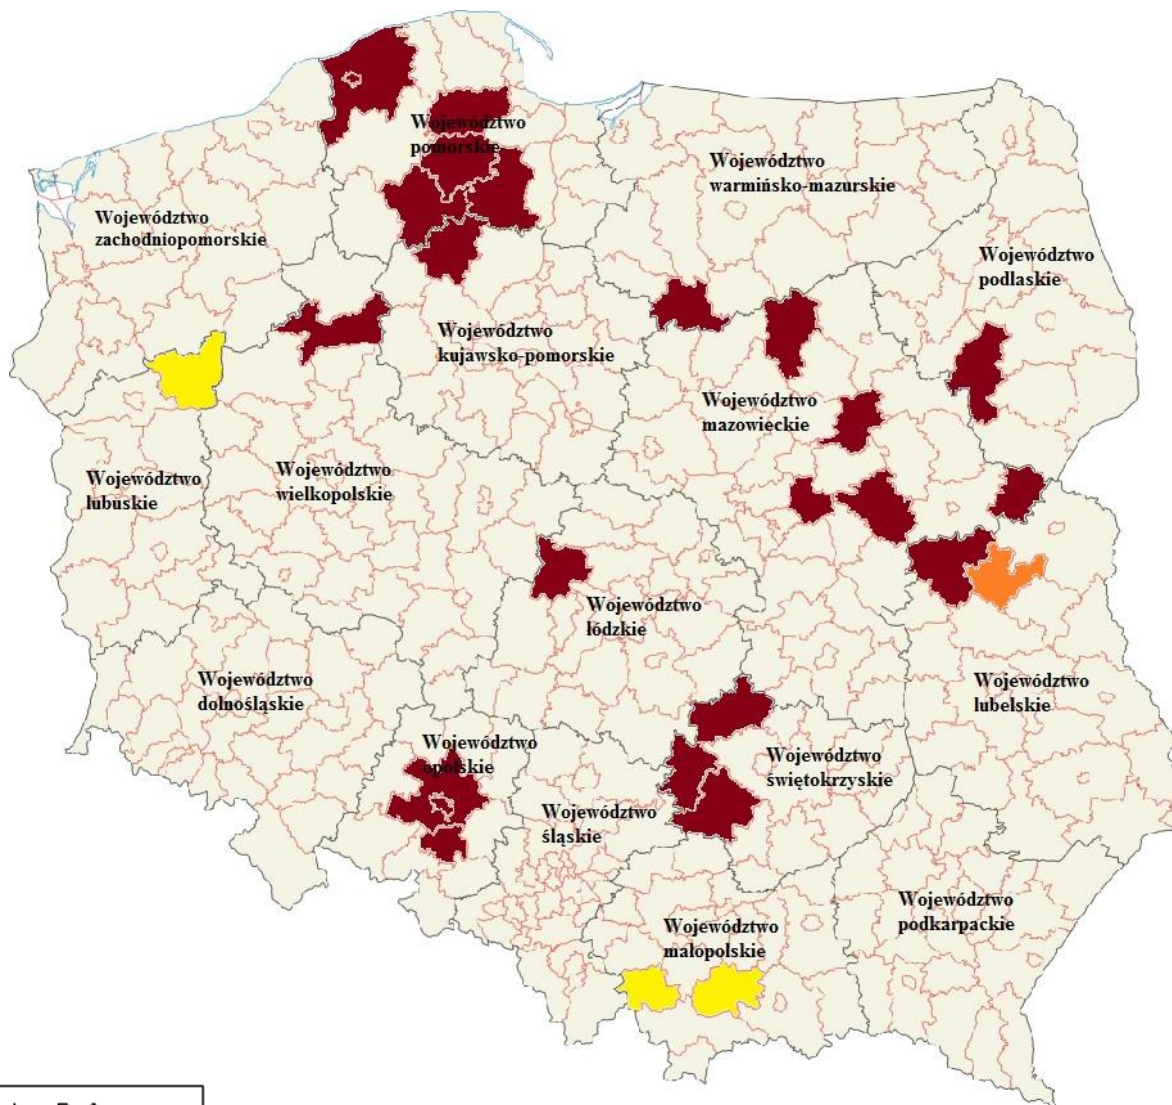 Województwo
pomorskie
Województwo
warmińsko-mazurskie
Województwo
zachodniopomorskie
Województwo
podlaskie
Województwo
kujawsko-pomorskie
Województwo
mazowieckie
Województwo
lubuskie
Województwo
wielkopolskie
Województwo
łódzkie
Województwo
dolnośląskie
Województwo
lubelskie
Województwo
opolskie
Województwo
świętokrzyskie
Województwo
śląskie
Województwo
podkarpackie
Województwo
małopolskie